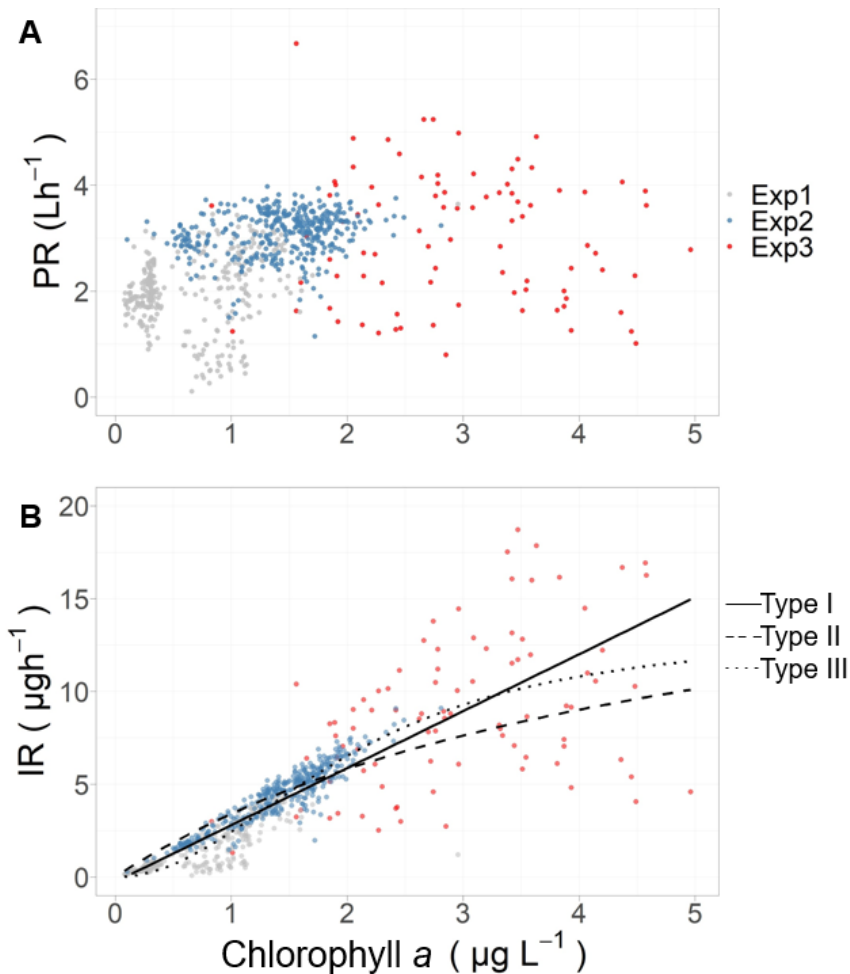 A
PR (Lh⁻¹)
6
4
2
0
0 1 2 3 4 5
Exp1
Exp2
Exp3
B
IR ( µgh⁻¹ )
20
15
10
5
0
0 1 2 3 4 5
Type I
Type II
Type III
Chlorophyll a ( µg L⁻¹ )